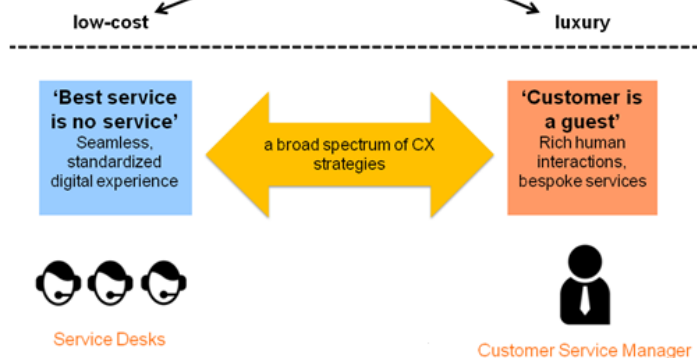 low-cost
luxury
‘Best service
is no service’
Seamless,
standardized
digital experience
a broad spectrum of CX
strategies
‘Customer is
a guest’
Rich human
interactions,
bespoke services
Service Desks
Customer Service Manager